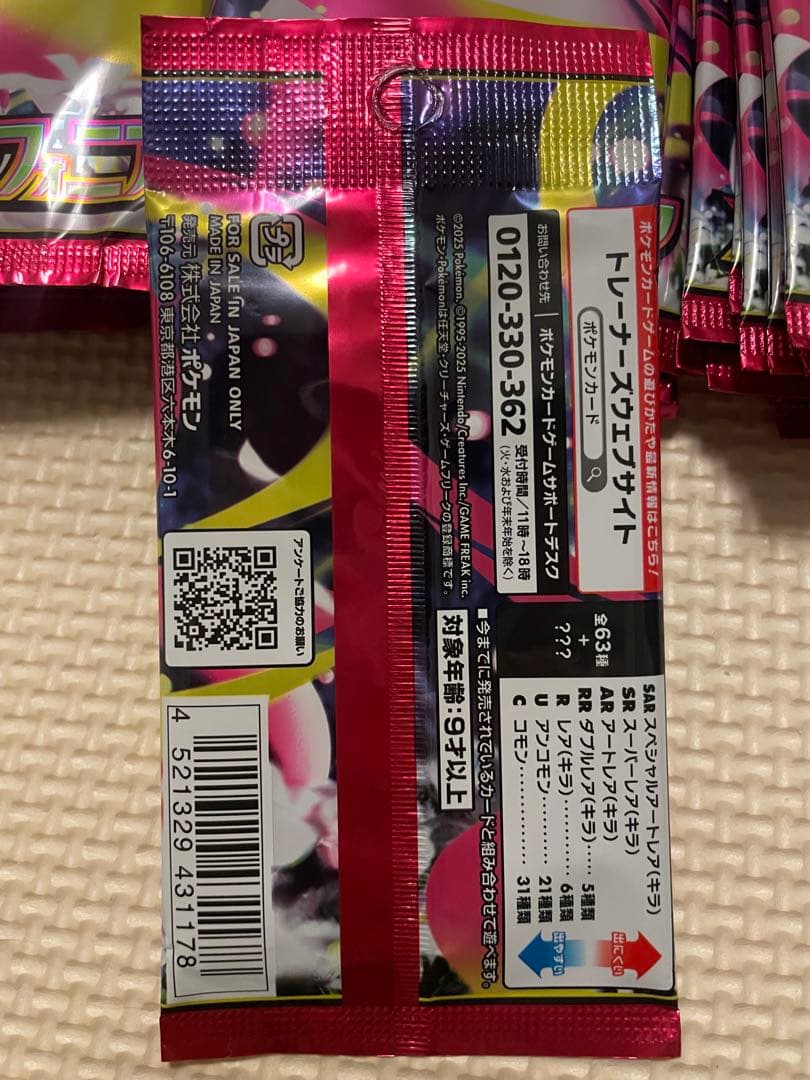 ポケモンカードゲームの遊びかたや最新情報はこちら!
トレーナーズウェブサイト
ポケモンカード
お問い合わせ先
ポケモンカードゲームサポートデスク
0120-330-362
受付時間/11時~18時
(火・水および年末年始を除く)
©2025 Pokémon. ©1995-2025 Nintendo/Creatures Inc./GAME FREAK inc.
ポケモン・Pokémonは任天堂・クリーチャーズ・ゲームフリークの登録商標です。
SAR スペシャルアートレア(キラ)
SR スーパーレア(キラ)
AR アートレア(キラ)
RR ダブルレア(キラ)‥‥ 5種類
R レア(キラ)‥‥‥‥‥ 6種類
U アンコモン‥‥‥‥ 21種類
C コモン‥‥‥‥‥‥ 31種類
全63種
+
???
出にくい
出やすい
■今までに発売されているカードと組み合わせて遊べます。
対象年齢:9才以上
プラ
FOR SALE IN JAPAN ONLY
MADE IN JAPAN
発売元 (株式会社 ポケモン
〒106-6108 東京都港区六本木6-10-1
アンケートご協力のお願い
4 521329 431178